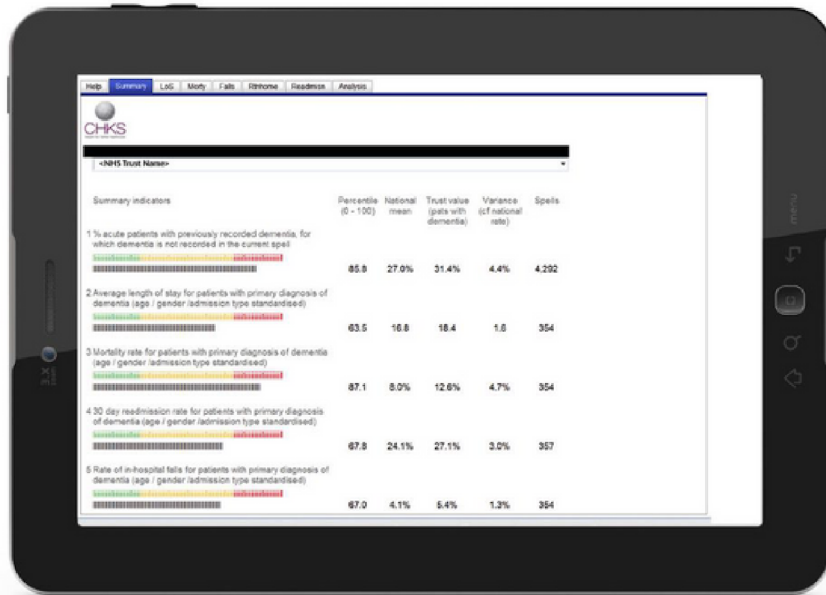 Help Summary LoS Morty Falls Rtnhome Readmisn Analysis
CHKS
<NHS Trust Name>
Summary indicators
Percentile (0 - 100)
National mean
Trust value (pats with dementia)
Variance (cf national rate)
Spells
1 % acute patients with previously recorded dementia, for
which dementia is not recorded in the current spell
85.8 27.0% 31.4% 4.4% 4,292
2 Average length of stay for patients with primary diagnosis of
dementia (age / gender /admission type standardised)
63.5 16.8 18.4 1.6 354
3 Mortality rate for patients with primary diagnosis of dementia
(age / gender /admission type standardised)
87.1 8.0% 12.6% 4.7% 354
4 30 day readmission rate for patients with primary diagnosis
of dementia (age / gender /admission type standardised)
67.8 24.1% 27.1% 3.0% 357
5 Rate of in-hospital falls for patients with primary diagnosis of
dementia (age / gender /admission type standardised)
67.0 4.1% 5.4% 1.3% 354
menu